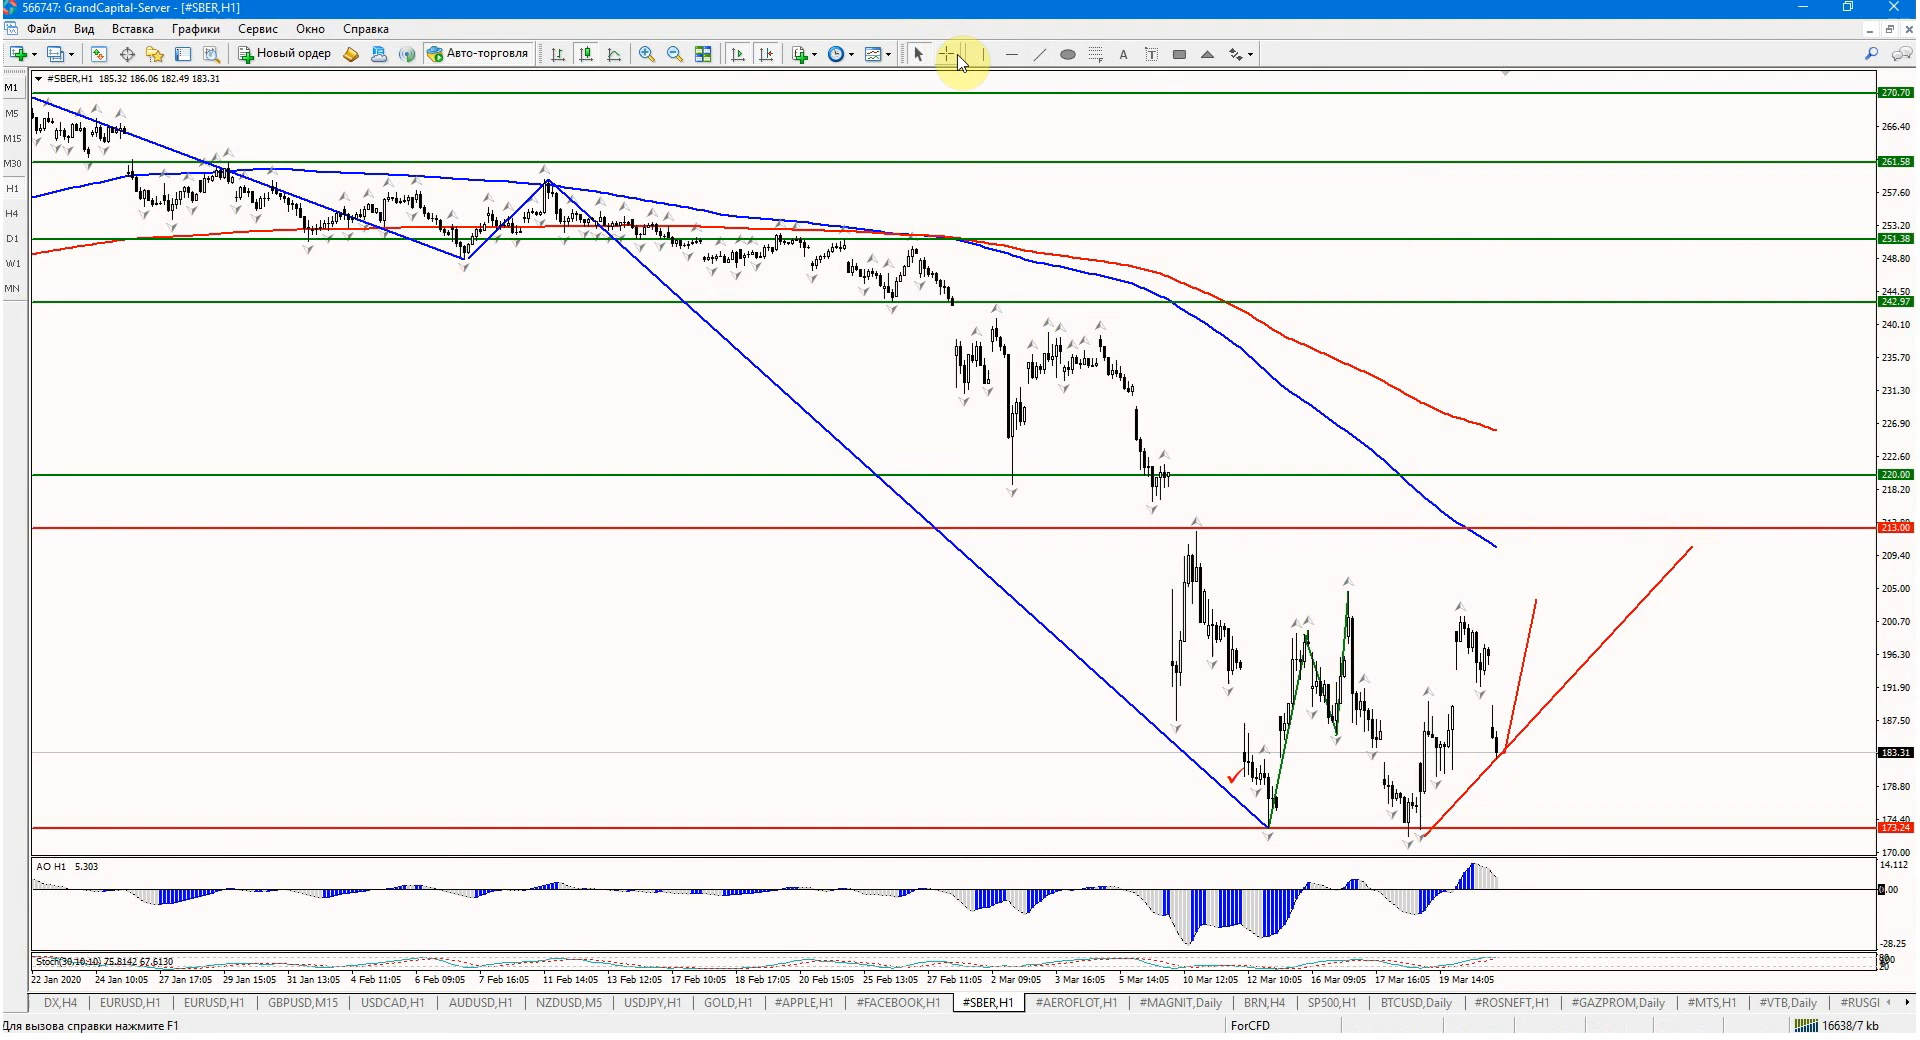 566747: GrandCapital-Server - [#SBER,H1]
Файл Вид Вставка Графики Сервис Окно Справка
Новый ордер Авто-торговля
M1
M5
M15
M30
H1
H4
D1
W1
MN
#SBER,H1 185.32 186.06 182.49 183.31
270.70
266.40
261.58
257.60
253.20
251.38
248.80
244.50
242.97
240.10
235.70
231.30
226.90
222.60
220.00
218.20
213.00
209.40
205.00
200.70
196.30
191.90
187.50
183.31
178.80
174.40
173.24
170.00
AO H1 5.303
14.112
0.00
-28.25
Stoch(30,10,10) 75.8142 67.6130
20
22 Jan 2020 24 Jan 10:05 27 Jan 17:05 29 Jan 15:05 31 Jan 13:05 4 Feb 11:05 6 Feb 09:05 7 Feb 16:05 11 Feb 14:05 13 Feb 12:05 17 Feb 10:05 18 Feb 17:05 20 Feb 10:05 25 Feb 13:05 27 Feb 11:05 2 Mar 09:05 3 Mar 16:05 5 Mar 14:05 10 Mar 12:05 12 Mar 10:05 16 Mar 09:05 17 Mar 16:05 19 Mar 14:05
DX,H4 EURUSD,H1 EURUSD,H1 GBPUSD,M15 USDCAD,H1 AUDUSD,H1 NZDUSD,M5 USDJPY,H1 GOLD,H1 #APPLE,H1 #FACEBOOK,H1 #SBER,H1 #AEROFLOT,H1 #MAGNIT,Daily BRN,H4 SP500,H1 BTCUSD,Daily #ROSNEFT,H1 #GAZPROM,Daily #MTS,H1 #VTB,Daily #RUSGI
Для вызова справки нажмите F1 ForCFD 16638/7 kb